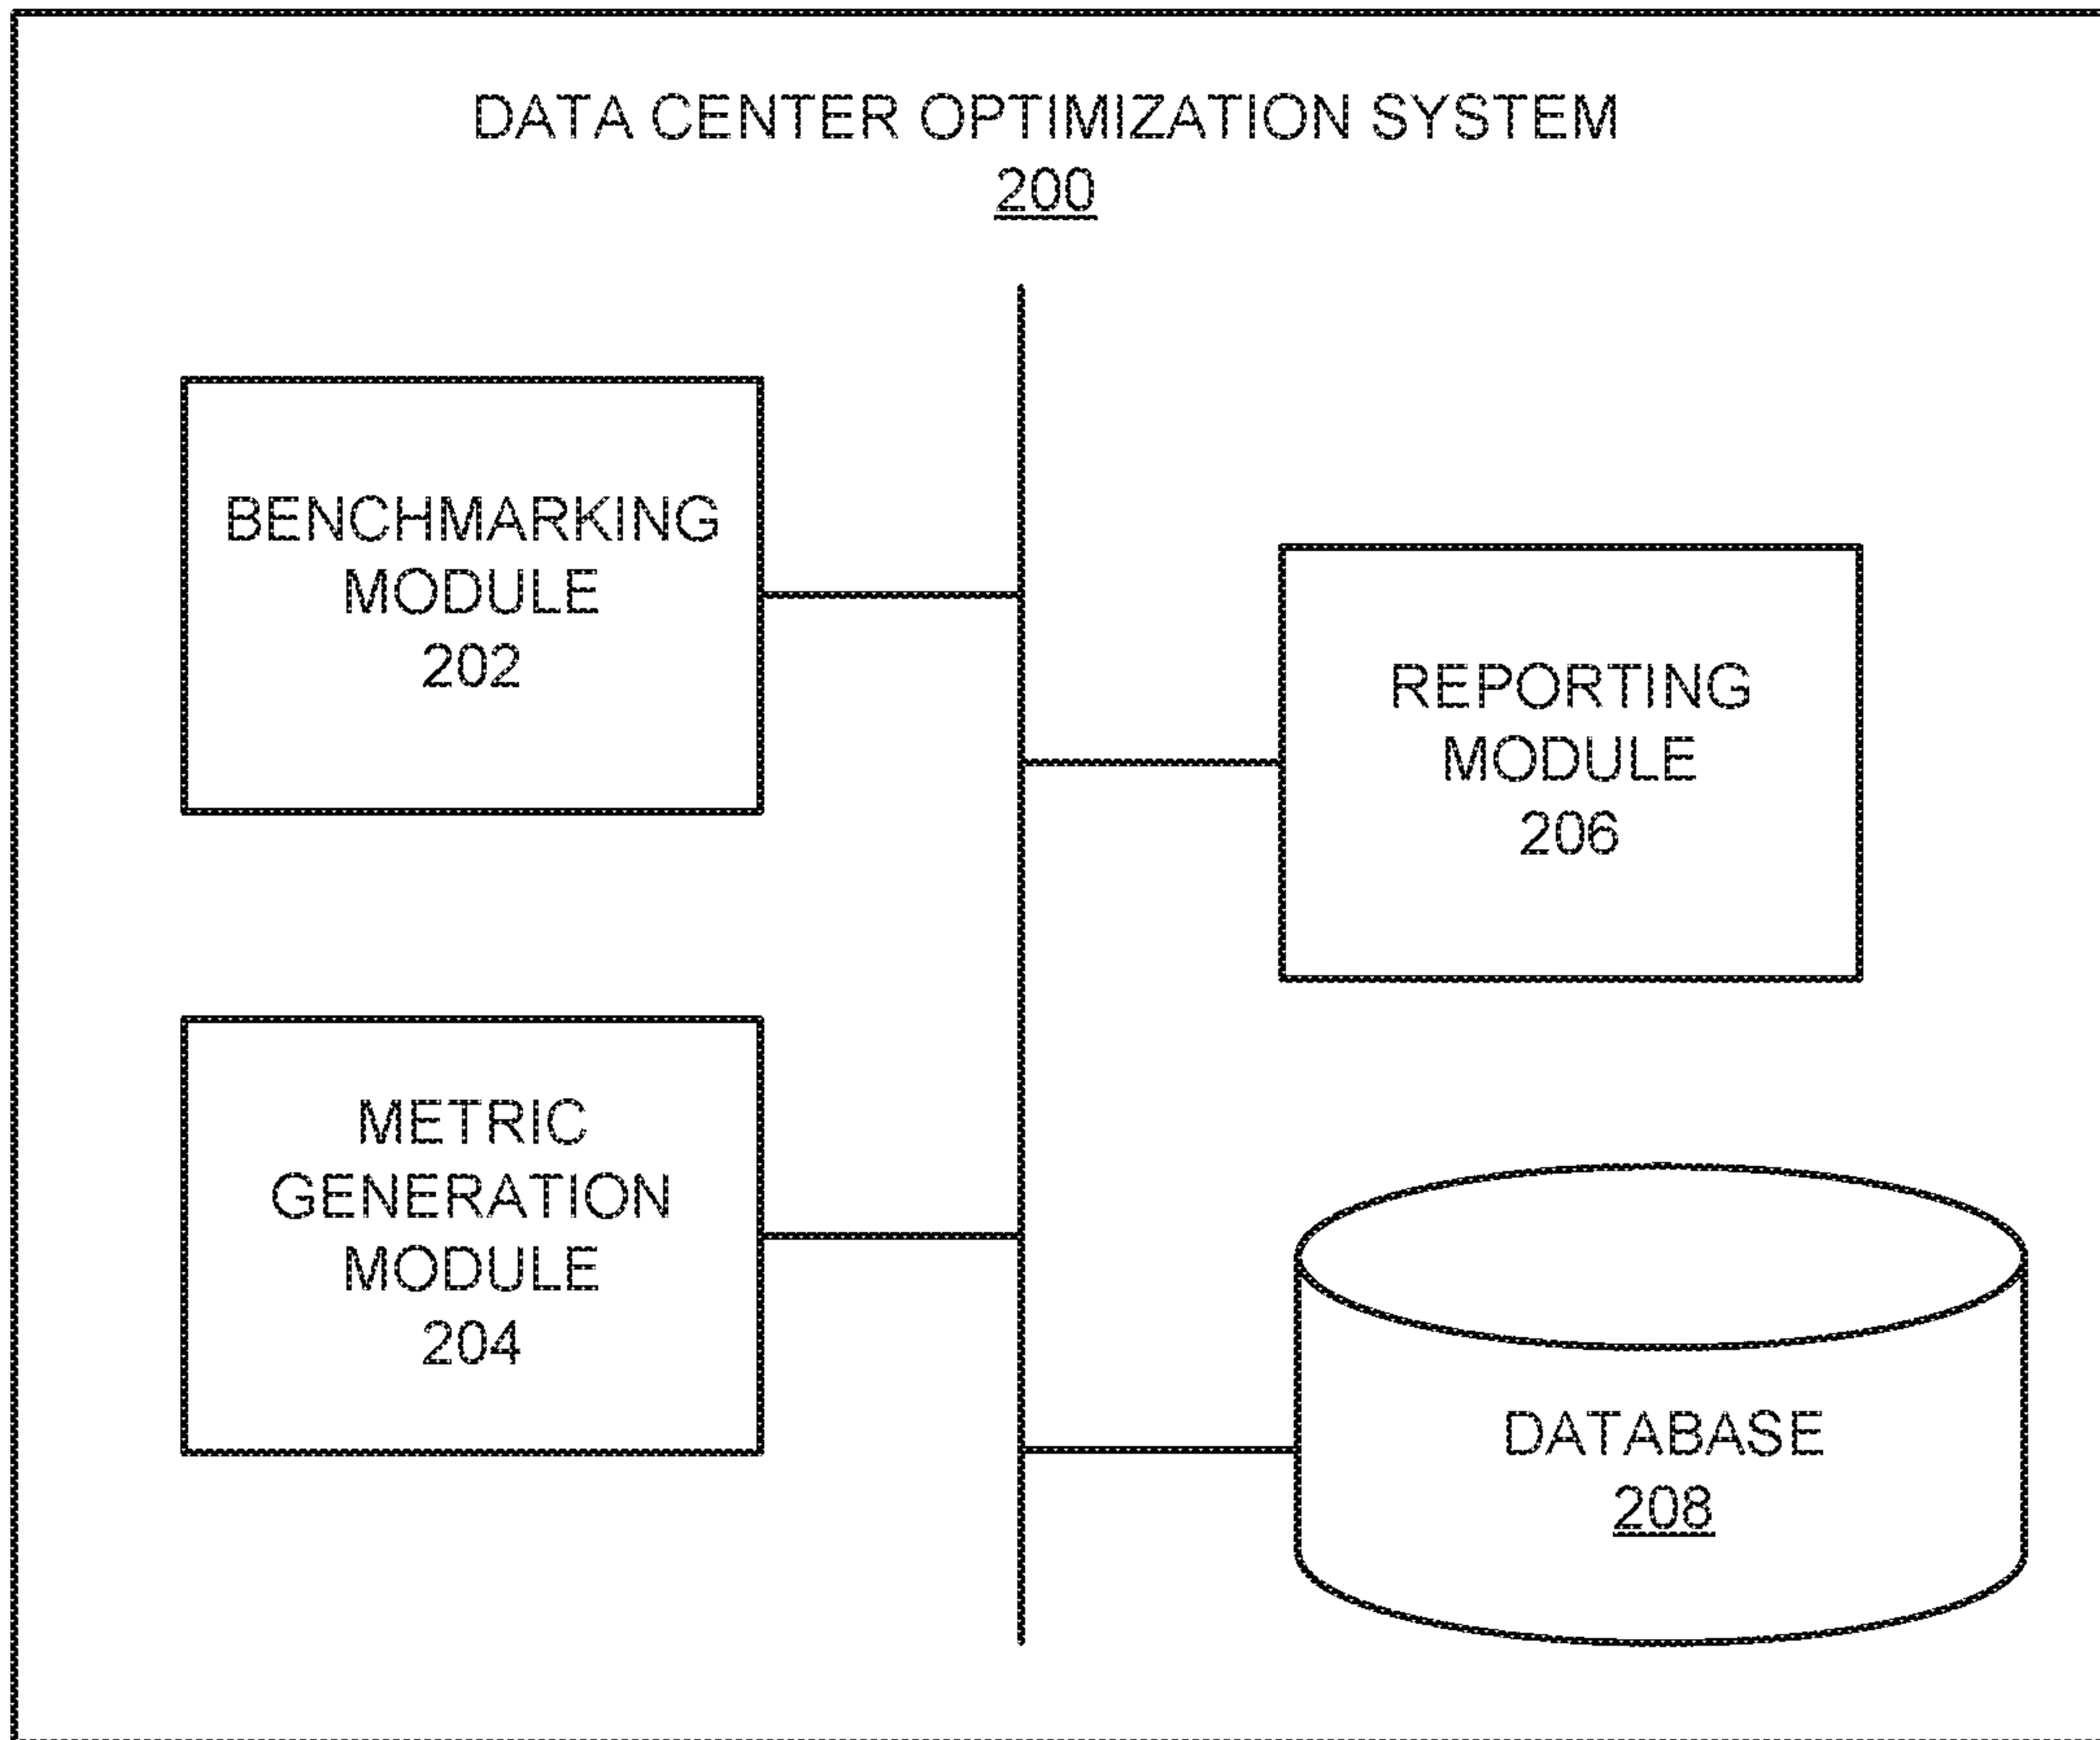 DATA CENTER OPTIMIZATION SYSTEM
200
BENCHMARKING
MODULE
202
REPORTING
MODULE
206
METRIC
GENERATION
MODULE
204
DATABASE
208